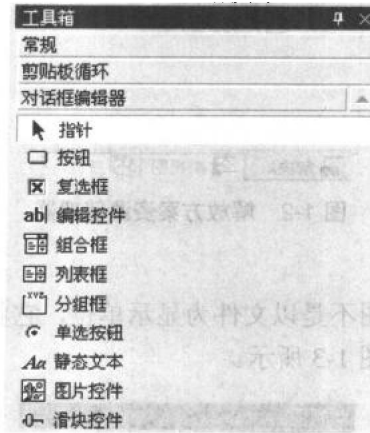 工具箱
常规
剪贴板循环
对话框编辑器
指针
按钮
复选框
ab| 编辑控件
组合框
列表框
XYZ 分组框
单选按钮
Aa 静态文本
图片控件
滑块控件